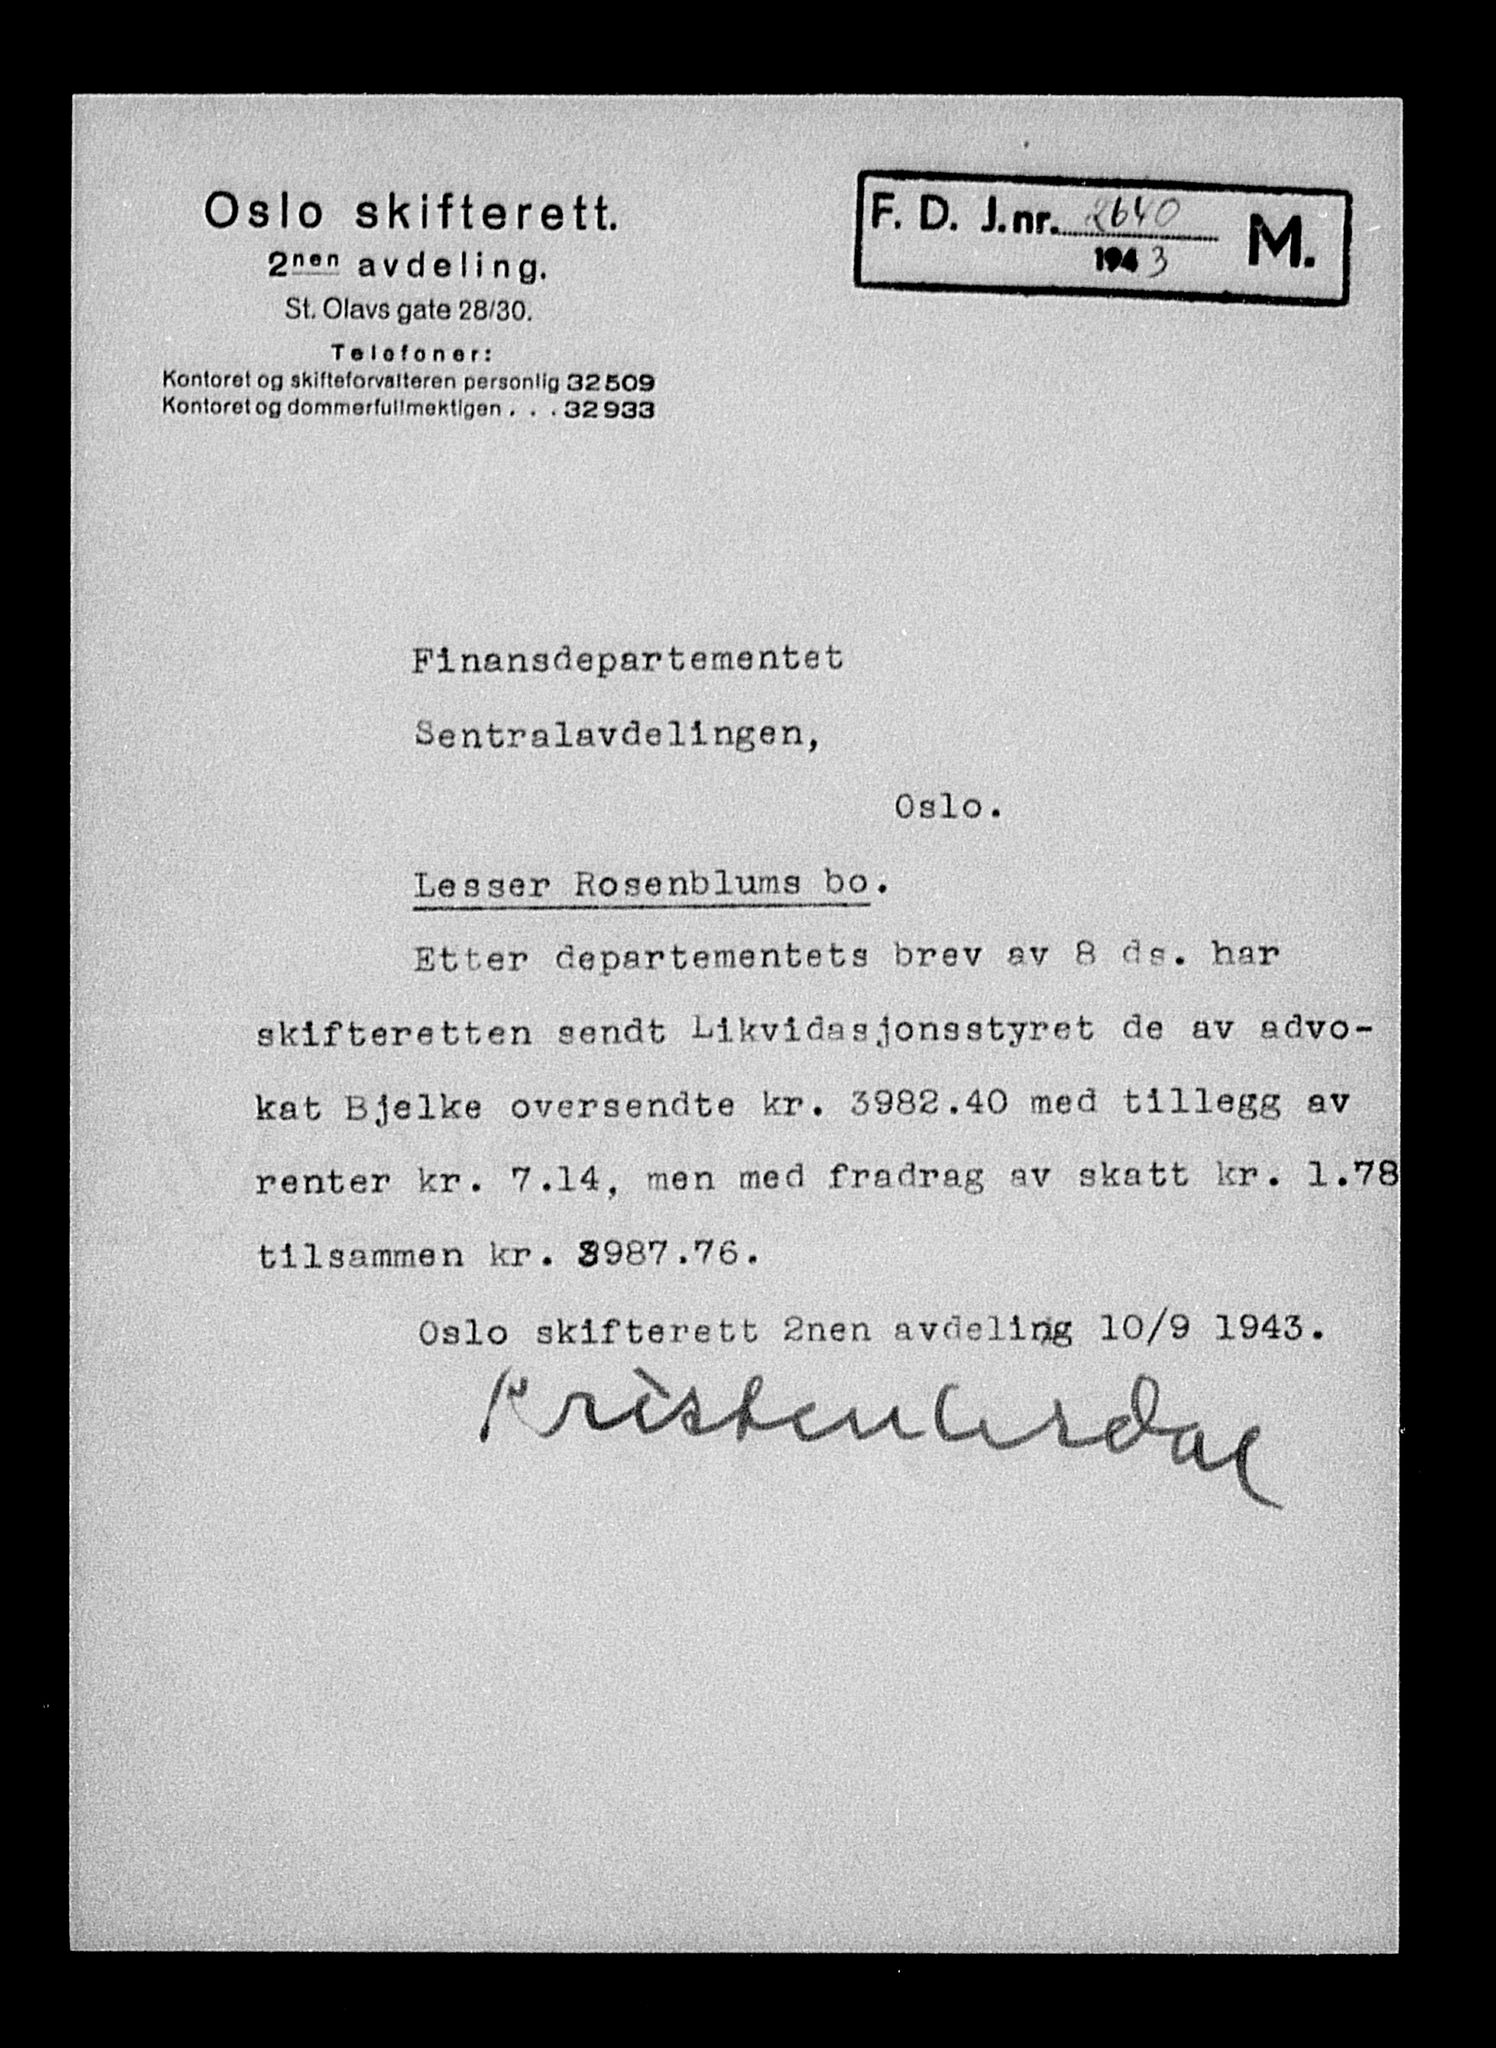 Oslo skifterett.
2nen avdeling.
St. Olavs gate 28/30.
Telefoner:
Kontoret og skifteforvalteren personlig 32509
Kontoret og dommerfullmektigen . . . 32933
F. D. J.nr. 2640 M.
1943
Finansdepartementet
Sentralavdelingen,
Oslo.
Lesser Rosenblums bo.
Etter departementets brev av 8 ds. har
skifteretten sendt Likvidasjonsstyret de av advo-
kat Bjelke oversendte kr. 3982.40 med tillegg av
renter kr. 7.14, men med fradrag av skatt kr. 1.78
tilsammen kr. 3987.76.
Oslo skifterett 2nen avdeling 10/9 1943.
Kristen